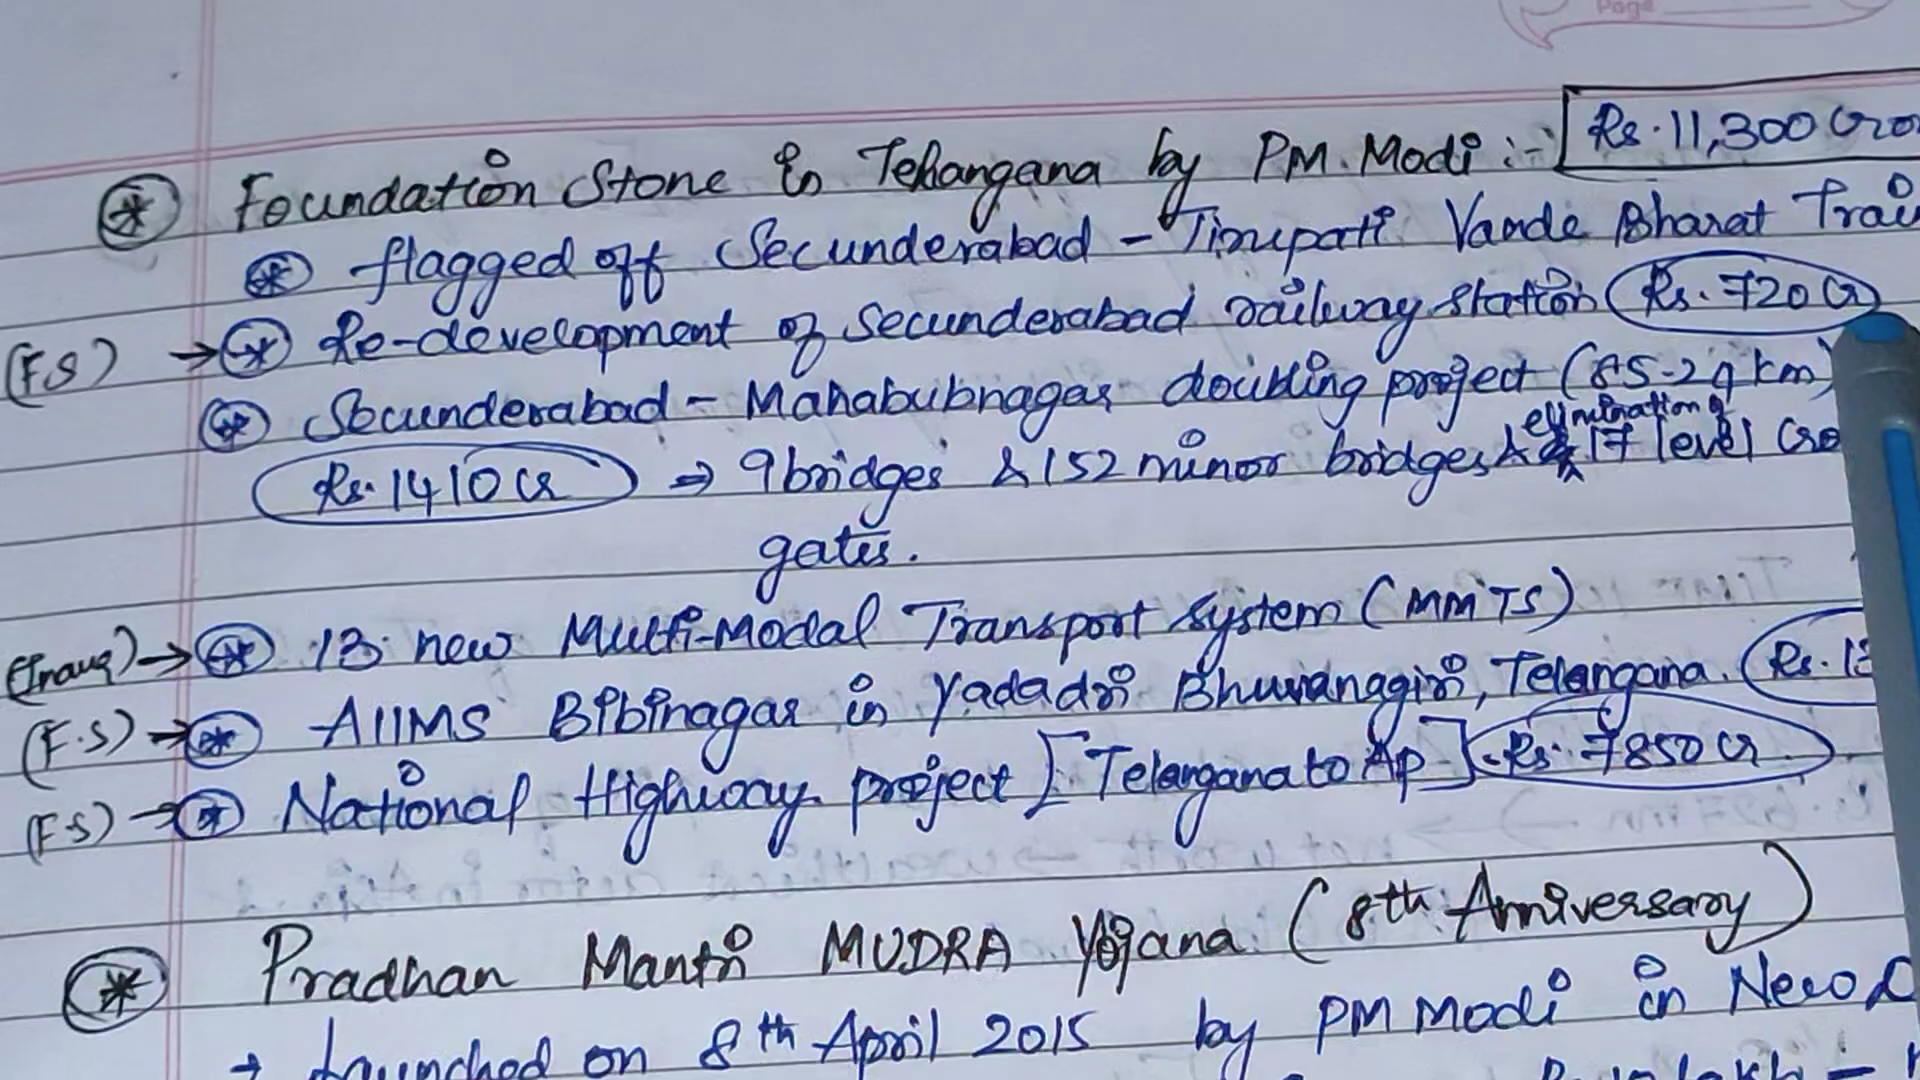 Page
* Foundation Stone in Telangana by PM. Modi :- Rs. 11,300 Cro
* flagged off Secunderabad - Tirupati Vande Bharat Trai
(F.S) → * Re-development of Secunderabad railway station Rs. 720 Cr
* Secunderabad - Mahabubnagar doubling project (85.24 km)
elimination of
Rs. 1410 Cr → 9 bridges & 152 minor bridges & 17 level Cro
gates.
(Inaug) → * 13 new Multi-Modal Transport System (MMTS)
(F.S) → * AIIMS Bibinagar in Yadadri Bhuvanagiri, Telangana. Rs. 13
(F.S) → * National Highway project [Telangana to AP] Rs. 7850 Cr
* Pradhan Mantri MUDRA Yojana (8th Anniversary)
→ Launched on 8th April 2015 by PM Modi in New D